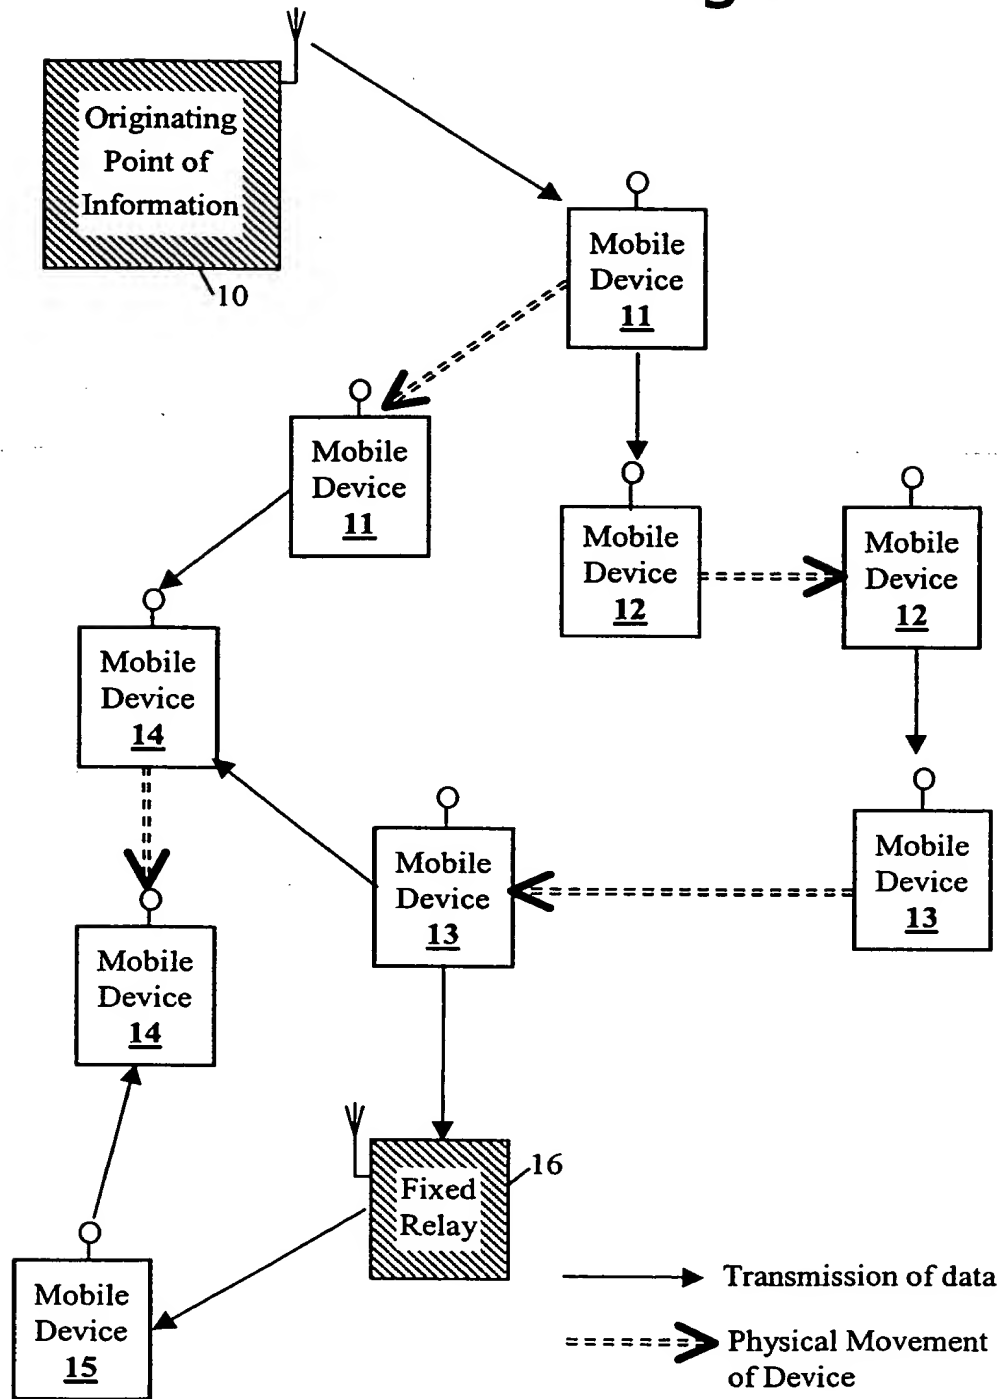 Originating
Point of
Information
10
Mobile
Device
11
Mobile
Device
11
Mobile
Device
12
Mobile
Device
12
Mobile
Device
14
Mobile
Device
13
Mobile
Device
13
Mobile
Device
14
16
Fixed
Relay
Mobile
Device
15
Transmission of data
Physical Movement
of Device